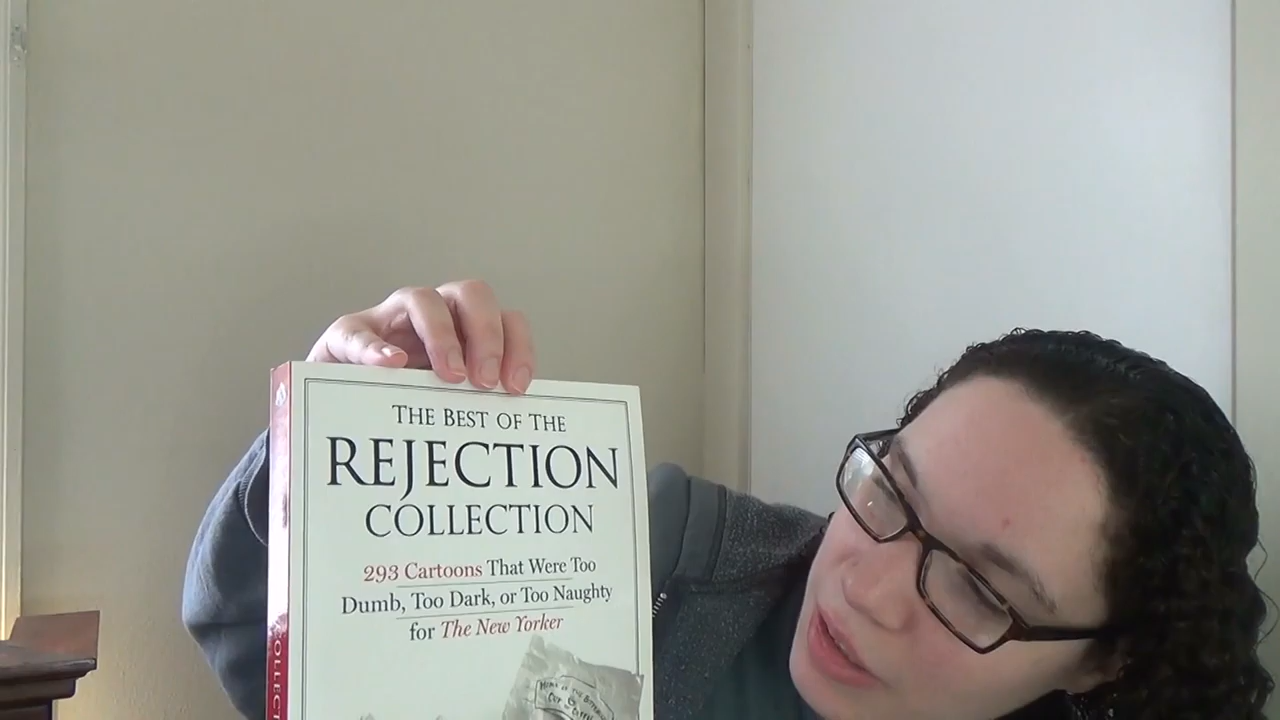 THE BEST OF THE
REJECTION
COLLECTION
293 Cartoons That Were Too
Dumb, Too Dark, or Too Naughty
for The New Yorker